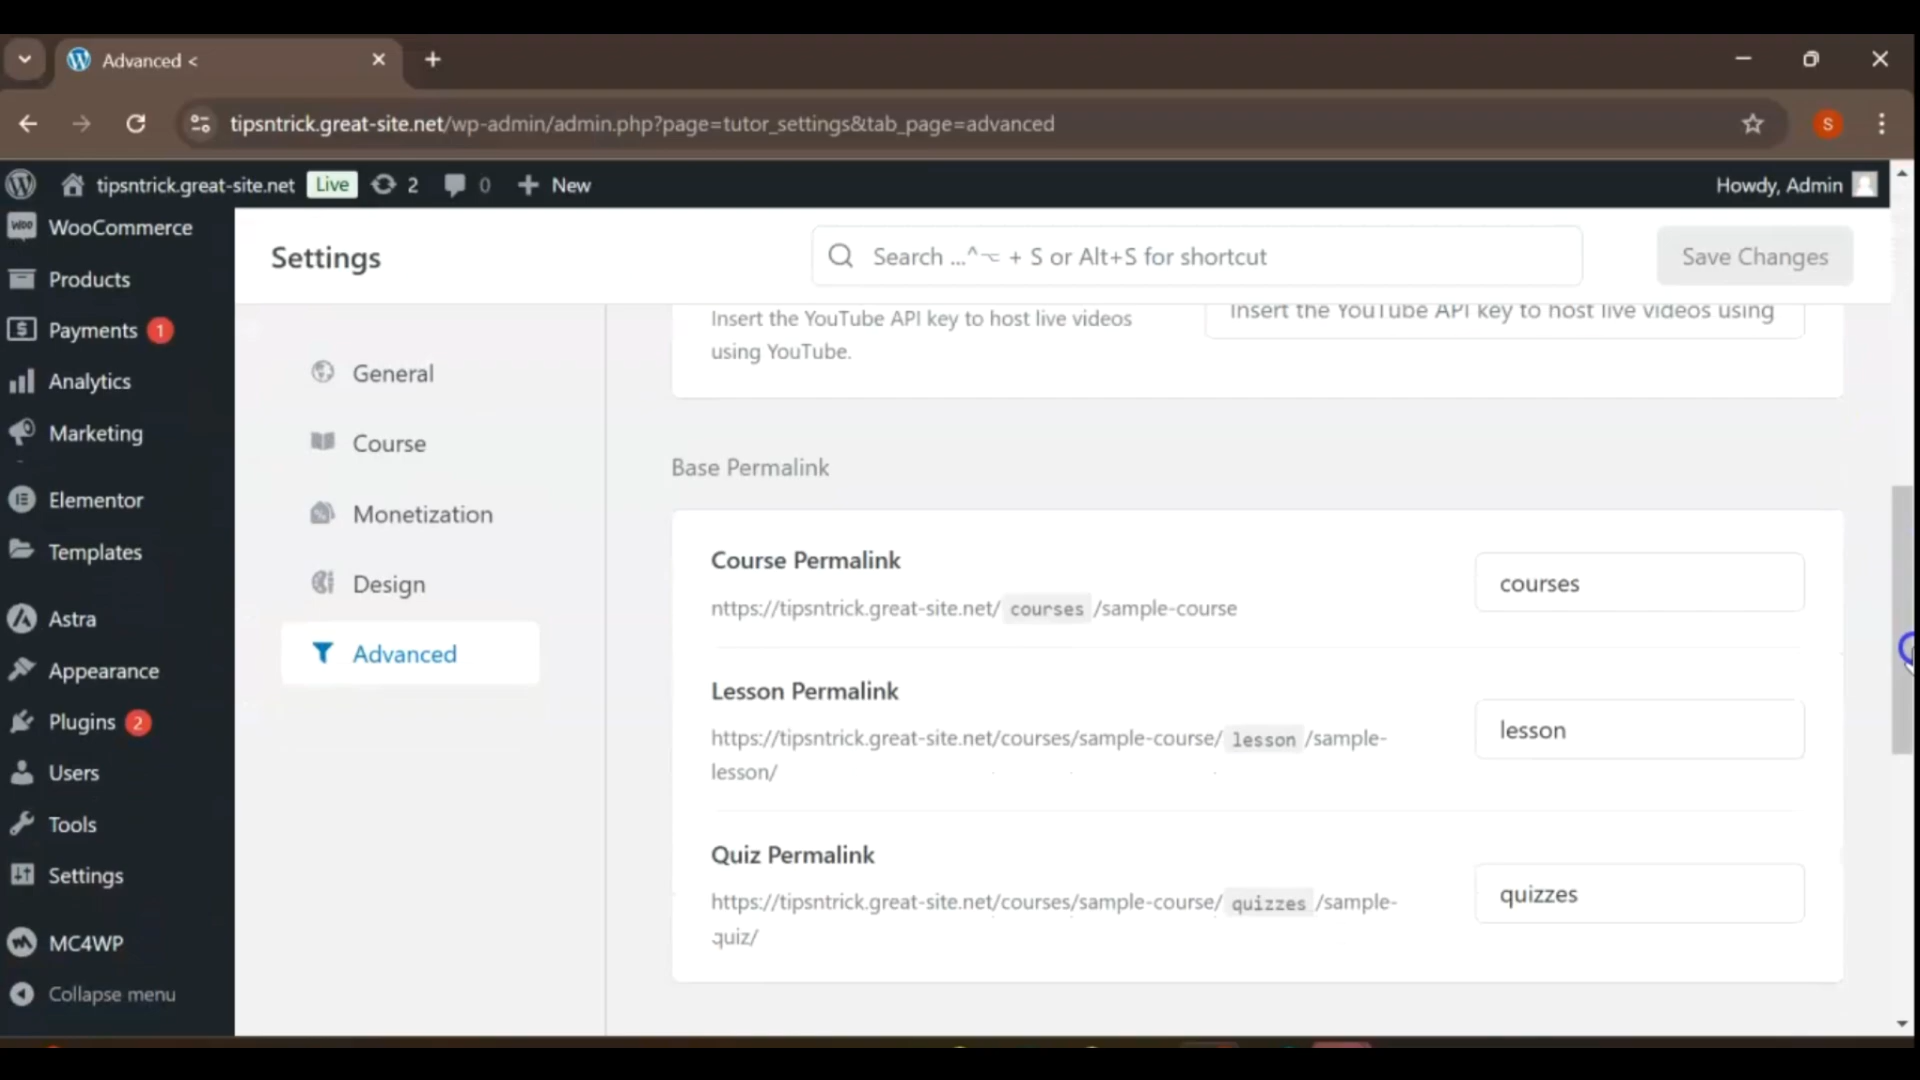 Advanced <
tipsntrick.great-site.net/wp-admin/admin.php?page=tutor_settings&tab_page=advanced
S
tipsntrick.great-site.net Live 2 0 + New
Howdy, Admin
WooCommerce
Products
Payments 1
Analytics
Marketing
Elementor
Templates
Astra
Appearance
Plugins 2
Users
Tools
Settings
MC4WP
Collapse menu
Settings
Search ...^⌥ + S or Alt+S for shortcut
Save Changes
General
Course
Monetization
Design
Advanced
Insert the YouTube API key to host live videos
using YouTube.
Insert the YouTube API key to host live videos using
Base Permalink
Course Permalink
nttps://tipsntrick.great-site.net/ courses /sample-course
courses
Lesson Permalink
https://tipsntrick.great-site.net/courses/sample-course/ lesson /sample-
lesson/
lesson
Quiz Permalink
https://tipsntrick.great-site.net/courses/sample-course/ quizzes /sample-
quiz/
quizzes